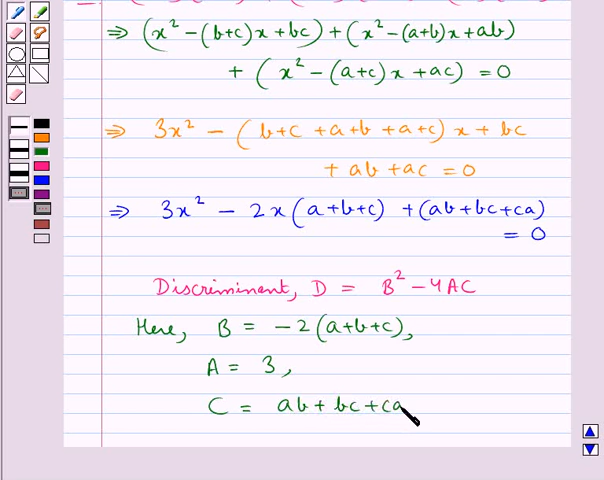 ⇒ (x² - (b+c)x + bc) + (x² - (a+b)x + ab)
+ (x² - (a+c)x + ac) = 0
⇒ 3x² - (b+c +a+b +a+c) x + bc
+ ab + ac = 0
⇒ 3x² - 2x (a+b+c) + (ab+bc+ca)
= 0
Discriminant, D = B² - 4AC
Here, B = -2(a+b+c),
A = 3,
C = ab + bc + ca